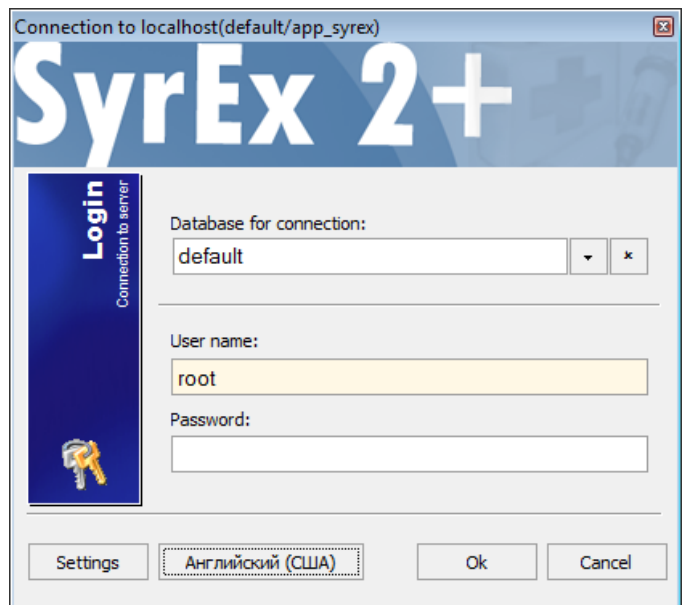 Connection to localhost(default/app_syrex)
SyrEx 2+
Login
Connection to server
Database for connection:
default
User name:
root
Password:
Settings
Английский (США)
Ok
Cancel